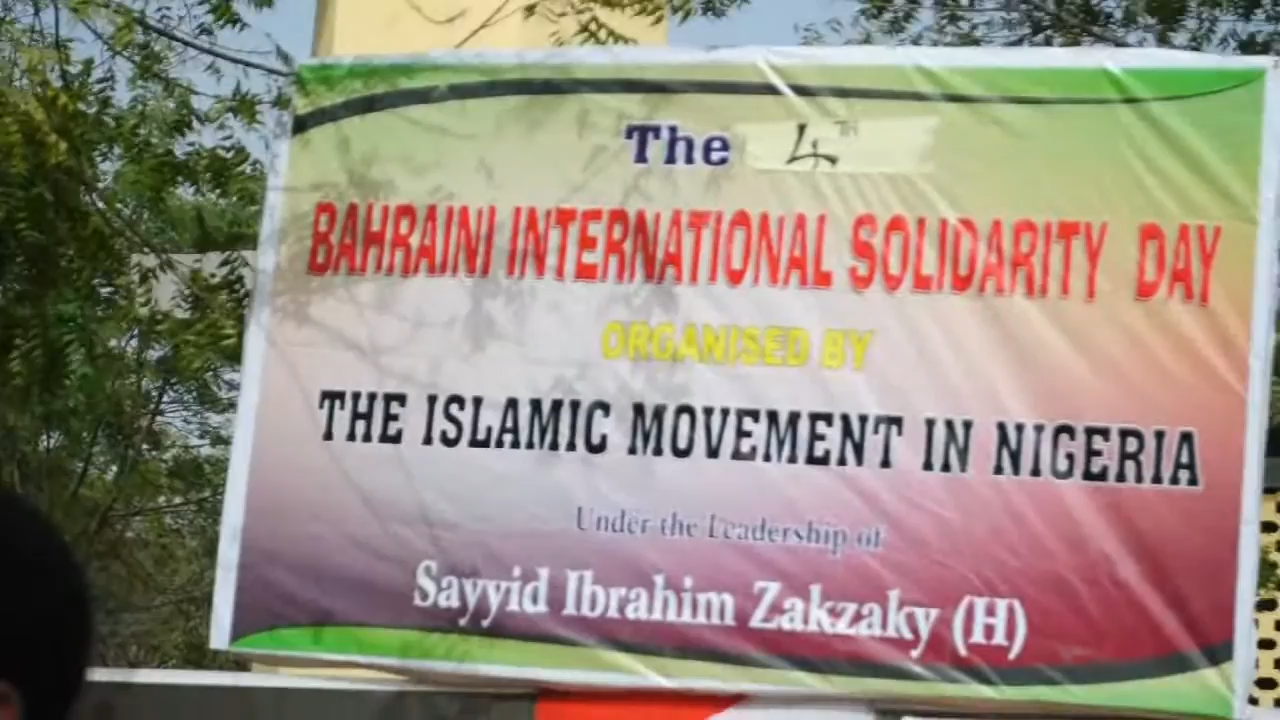 The 4TH
BAHRAINI INTERNATIONAL SOLIDARITY DAY
ORGANISED BY
THE ISLAMIC MOVEMENT IN NIGERIA
Under the Leadership of
Sayyid Ibrahim Zakzaky (H)